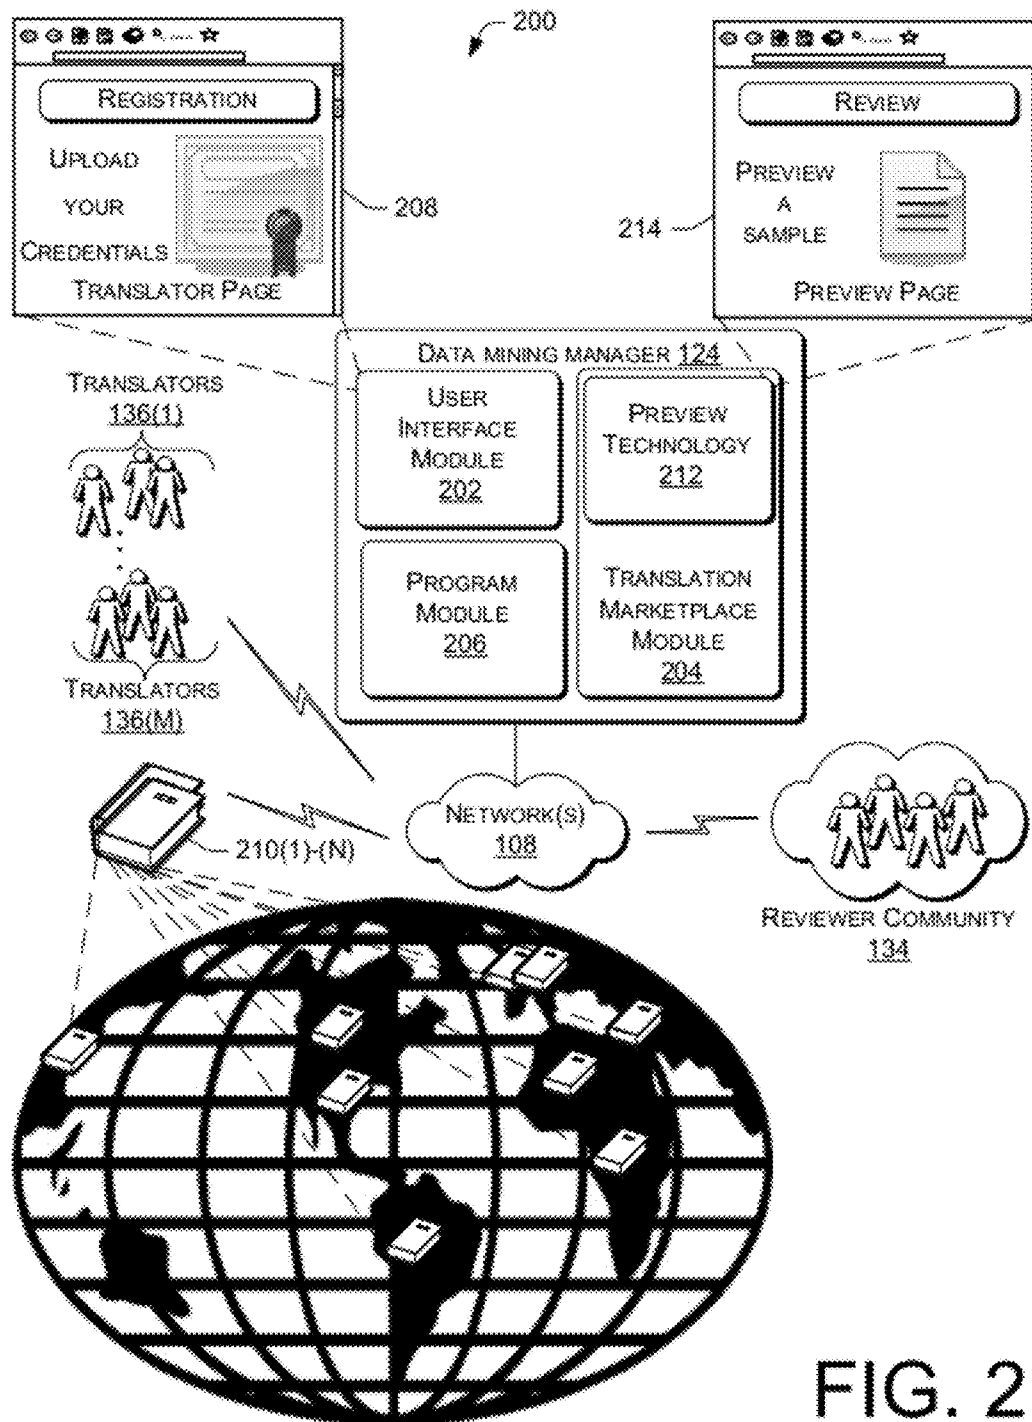 200
REGISTRATION
UPLOAD
YOUR
CREDENTIALS
TRANSLATOR PAGE
208
REVIEW
PREVIEW
A
SAMPLE
PREVIEW PAGE
214
DATA MINING MANAGER 124
USER
INTERFACE
MODULE
202
PREVIEW
TECHNOLOGY
212
PROGRAM
MODULE
206
TRANSLATION
MARKETPLACE
MODULE
204
TRANSLATORS
136(1)
TRANSLATORS
136(M)
210(1)-(N)
NETWORK(S)
108
REVIEWER COMMUNITY
134
FIG. 2